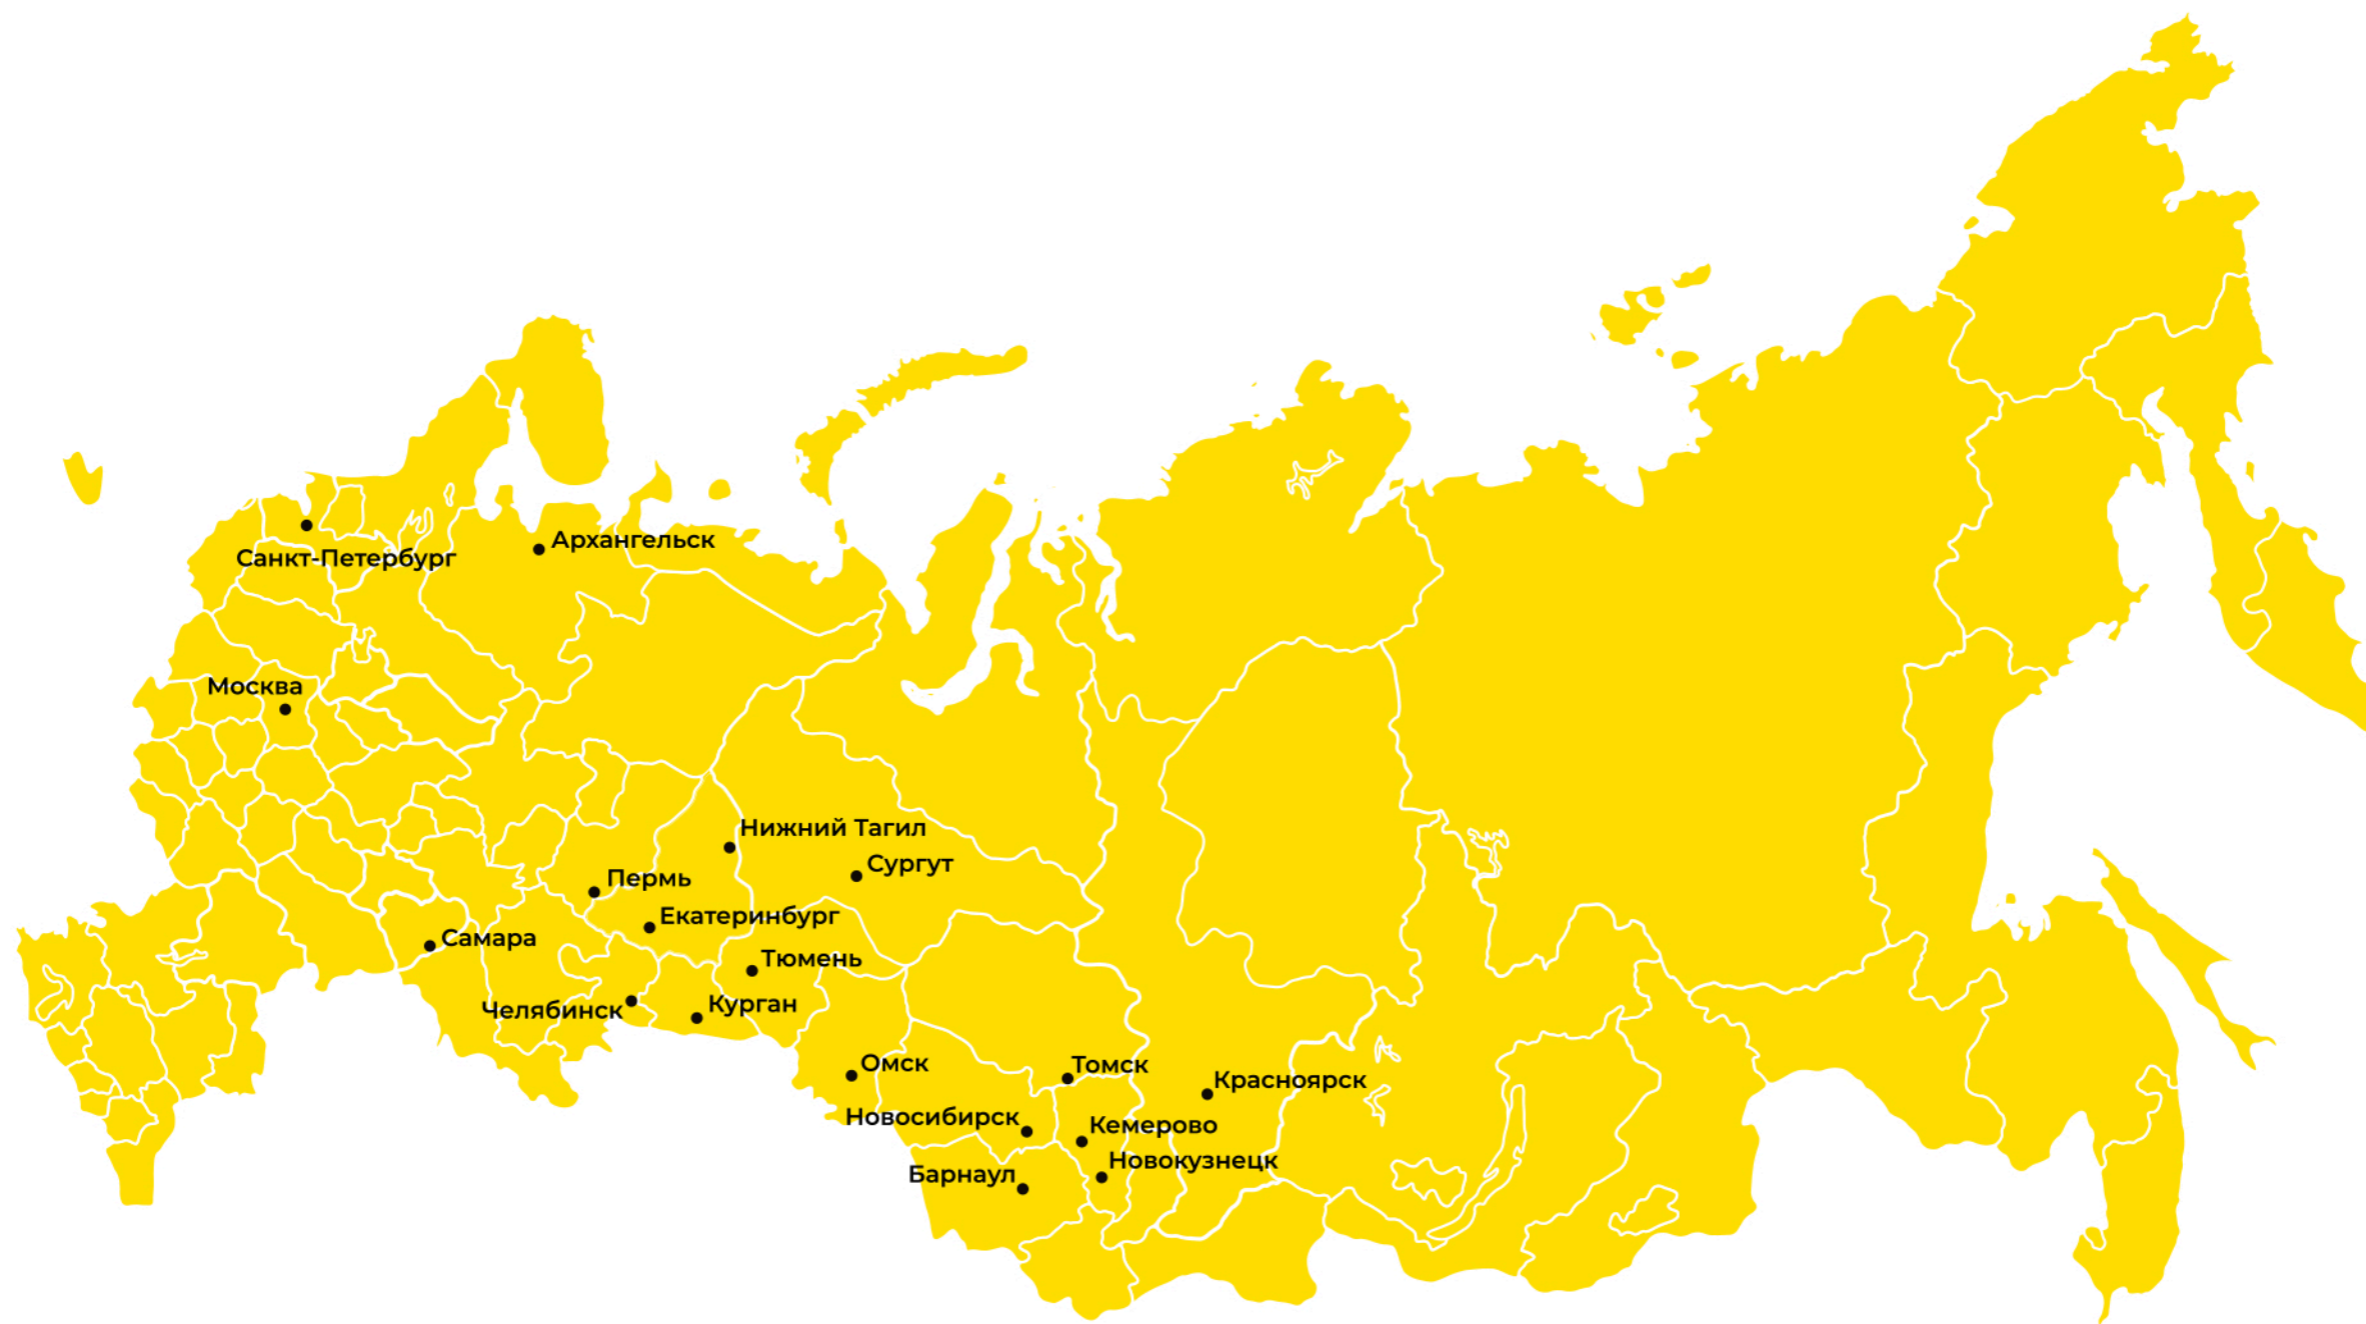 Архангельск
Санкт-Петербург
Москва
Нижний Тагил
Сургут
Пермь
Екатеринбург
Самара
Тюмень
Челябинск
Курган
Омск
Томск
Красноярск
Новосибирск
Кемерово
Новокузнецк
Барнаул